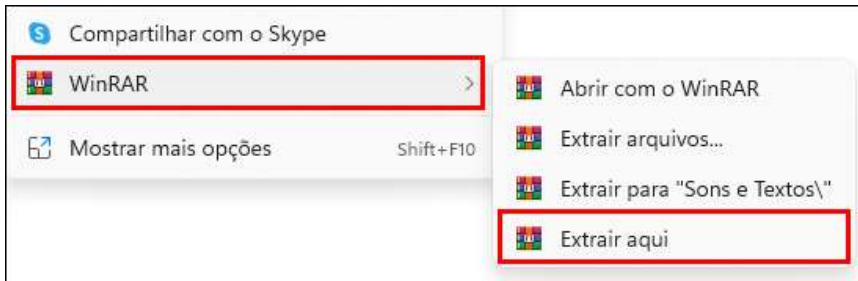 Compartilhar com o Skype
WinRAR
Mostrar mais opções Shift+F10
Abrir com o WinRAR
Extrair arquivos...
Extrair para "Sons e Textos\"
Extrair aqui